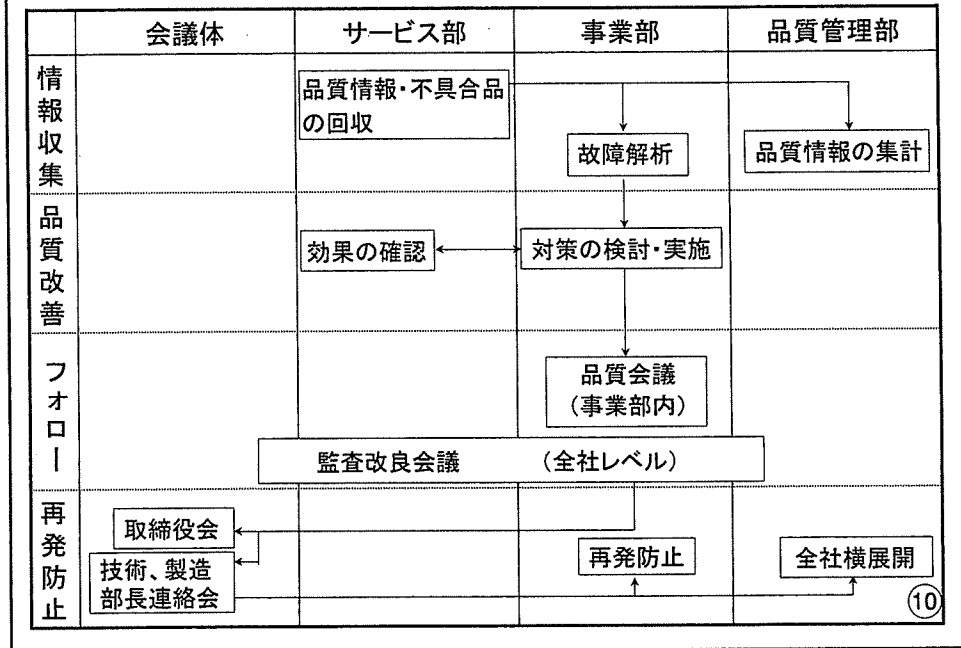 会議体
サービス部
事業部
品質管理部
情報収集
品質情報・不具合品
の回収
故障解析
品質情報の集計
品質改善
効果の確認
対策の検討・実施
フォロー
品質会議
（事業部内）
監査改良会議　（全社レベル）
再発防止
取締役会
技術、製造
部長連絡会
再発防止
全社横展開
⑩